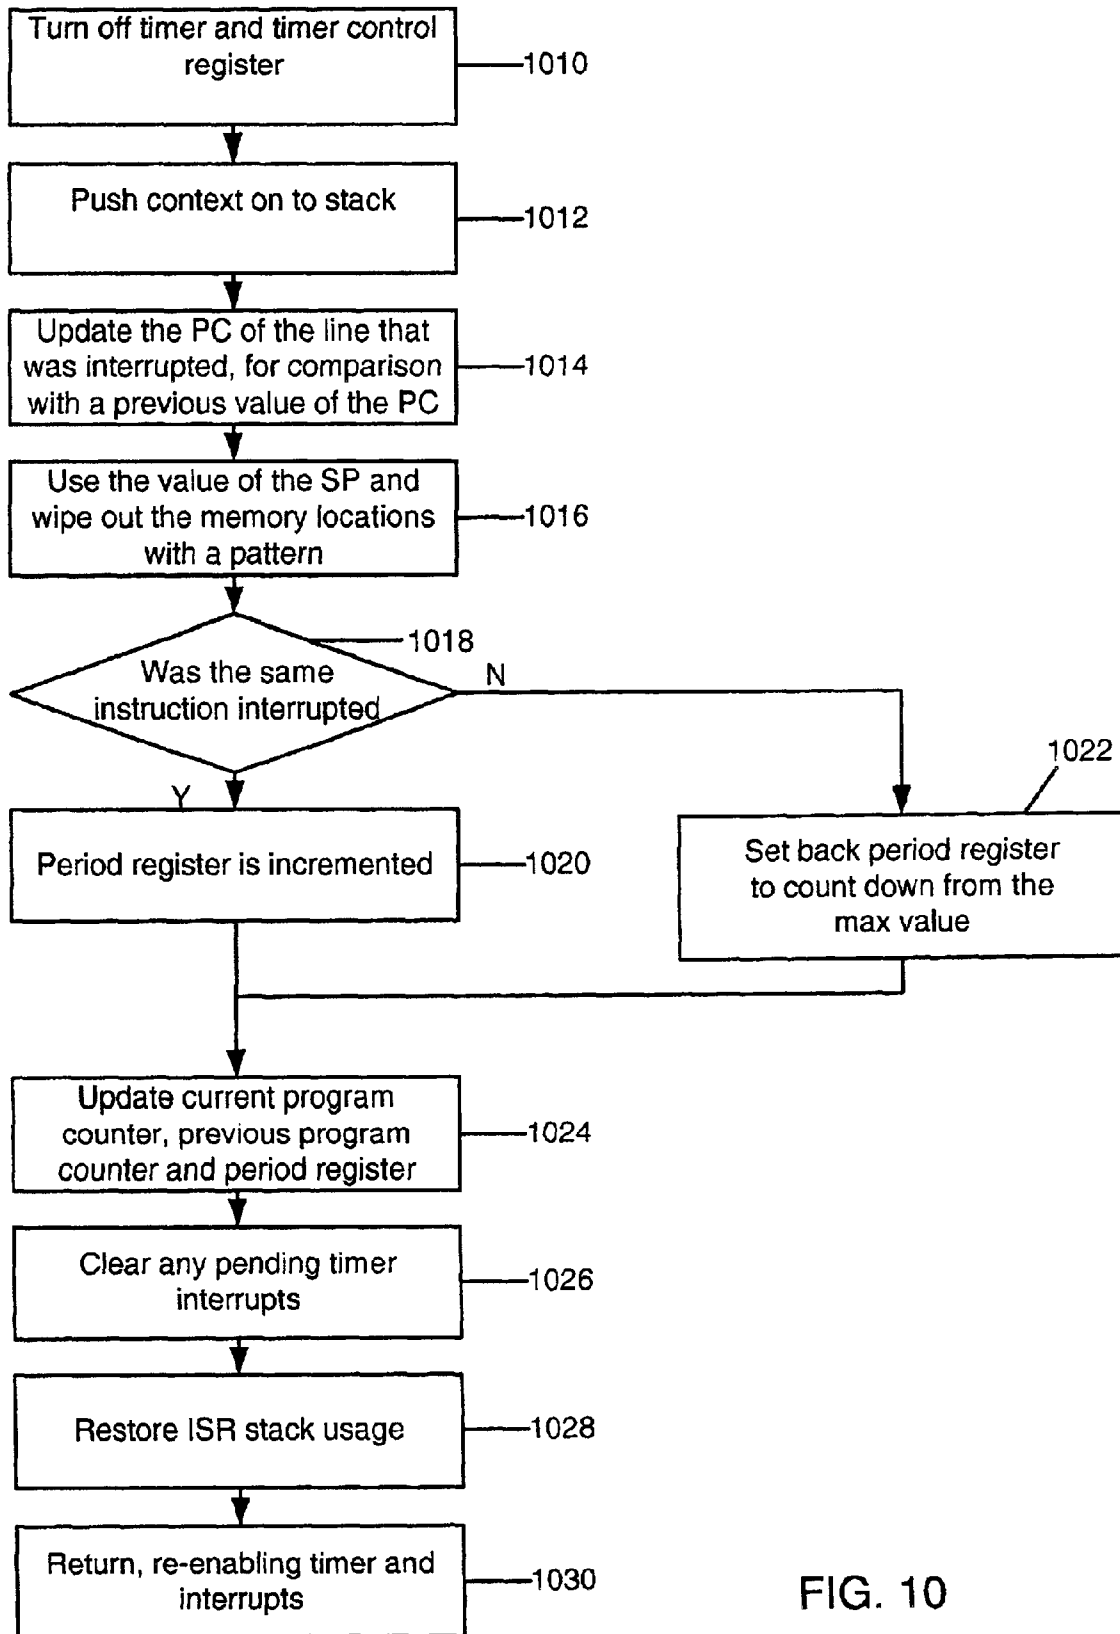 Turn off timer and timer control
register
1010
Push context on to stack
1012
Update the PC of the line that
was interrupted, for comparison
with a previous value of the PC
1014
Use the value of the SP and
wipe out the memory locations
with a pattern
1016
1018
Was the same
instruction interrupted
N
Y
1022
Period register is incremented
1020
Set back period register
to count down from the
max value
Update current program
counter, previous program
counter and period register
1024
Clear any pending timer
interrupts
1026
Restore ISR stack usage
1028
Return, re-enabling timer and
interrupts
1030
FIG. 10